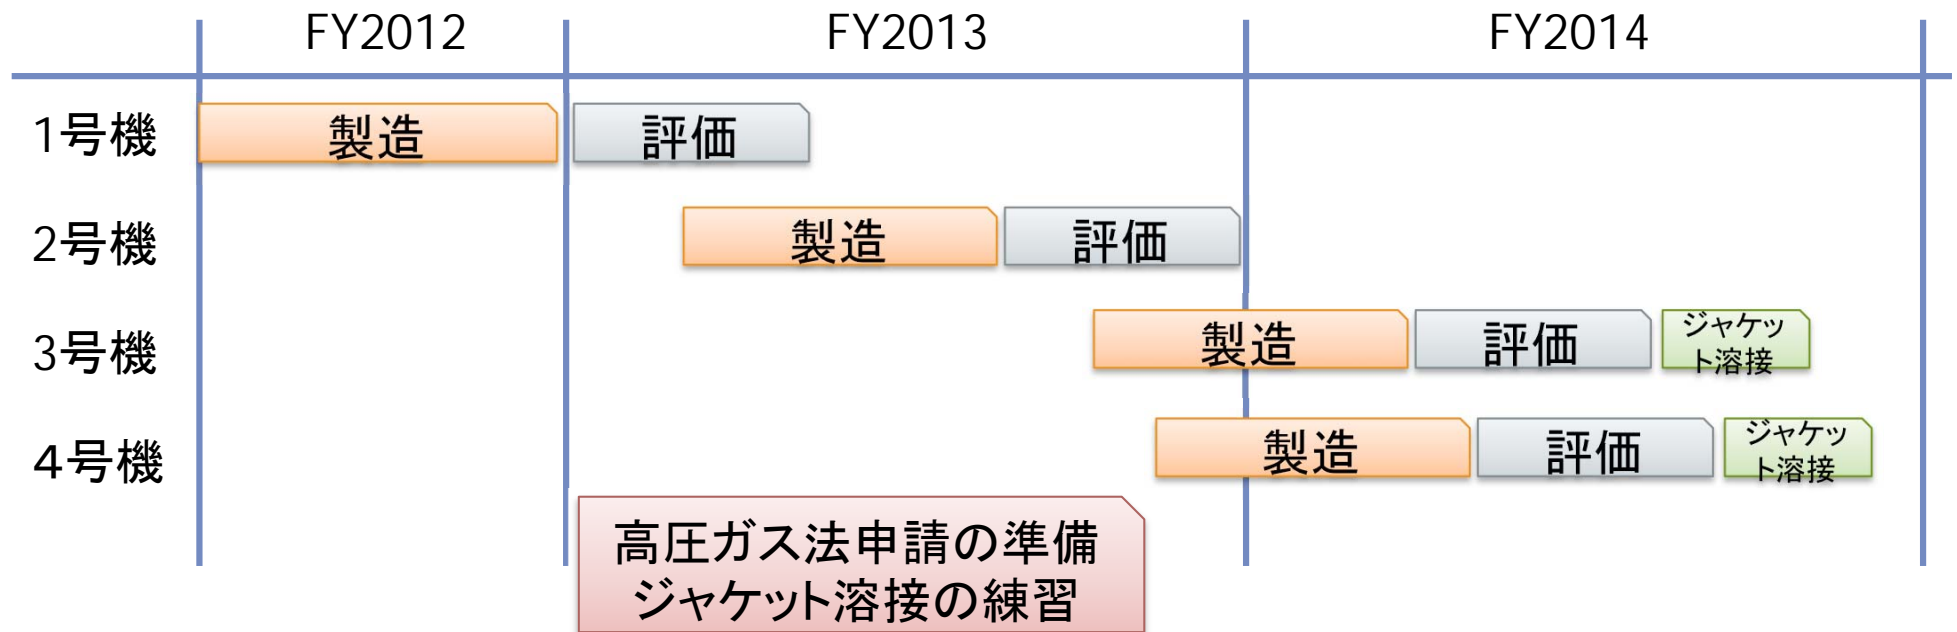 FY2012
FY2013
FY2014
1号機
製造
評価
2号機
製造
評価
3号機
製造
評価
ジャケッ
ト溶接
4号機
製造
評価
ジャケッ
ト溶接
高圧ガス法申請の準備
ジャケット溶接の練習